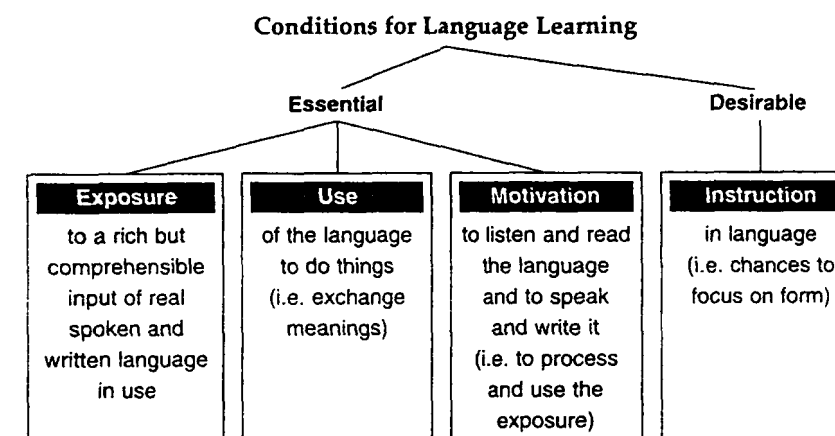 Conditions for Language Learning
Essential
Desirable
Exposure
to a rich but
comprehensible
input of real
spoken and
written language
in use
Use
of the language
to do things
(i.e. exchange
meanings)
Motivation
to listen and read
the language
and to speak
and write it
(i.e. to process
and use the
exposure)
Instruction
in language
(i.e. chances to
focus on form)